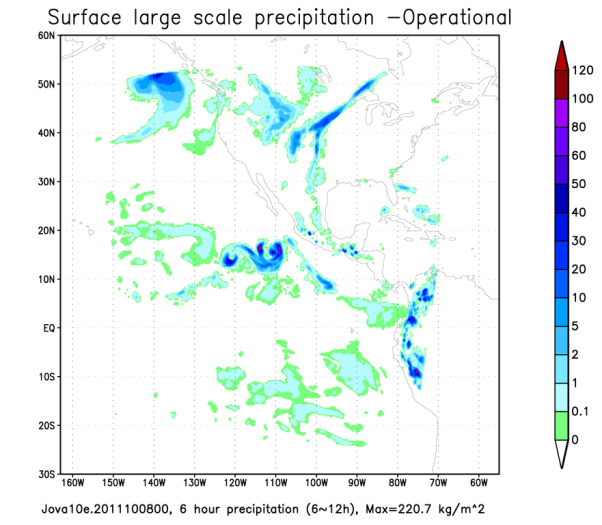 Surface large scale precipitation −Operational
60N
50N
40N
30N
20N
10N
EQ
10S
20S
30S
160W 150W 140W 130W 120W 110W 100W 90W 80W 70W 60W
120
100
80
60
50
40
30
20
10
5
2
1
0.1
0
Jova10e.2011100800, 6 hour precipitation (6~12h), Max=220.7 kg/m^2